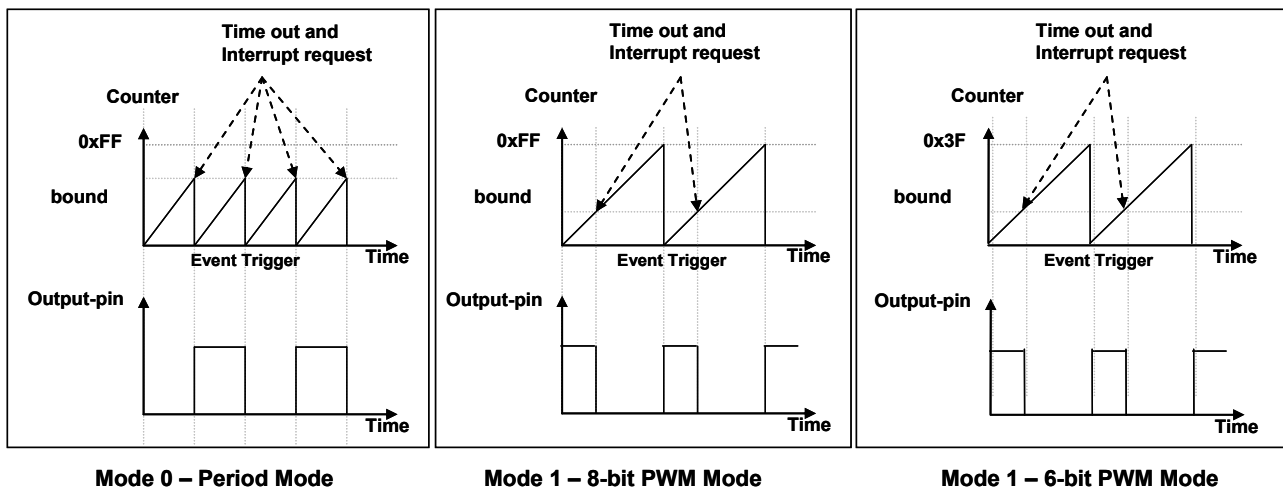 Time out and
Interrupt request
Counter
0xFF
bound
Time
Event Trigger
Output-pin
Time
Mode 0 – Period Mode
Time out and
Interrupt request
Counter
0xFF
bound
Time
Event Trigger
Output-pin
Time
Mode 1 – 8-bit PWM Mode
Time out and
Interrupt request
Counter
0x3F
bound
Time
Event Trigger
Output-pin
Time
Mode 1 – 6-bit PWM Mode